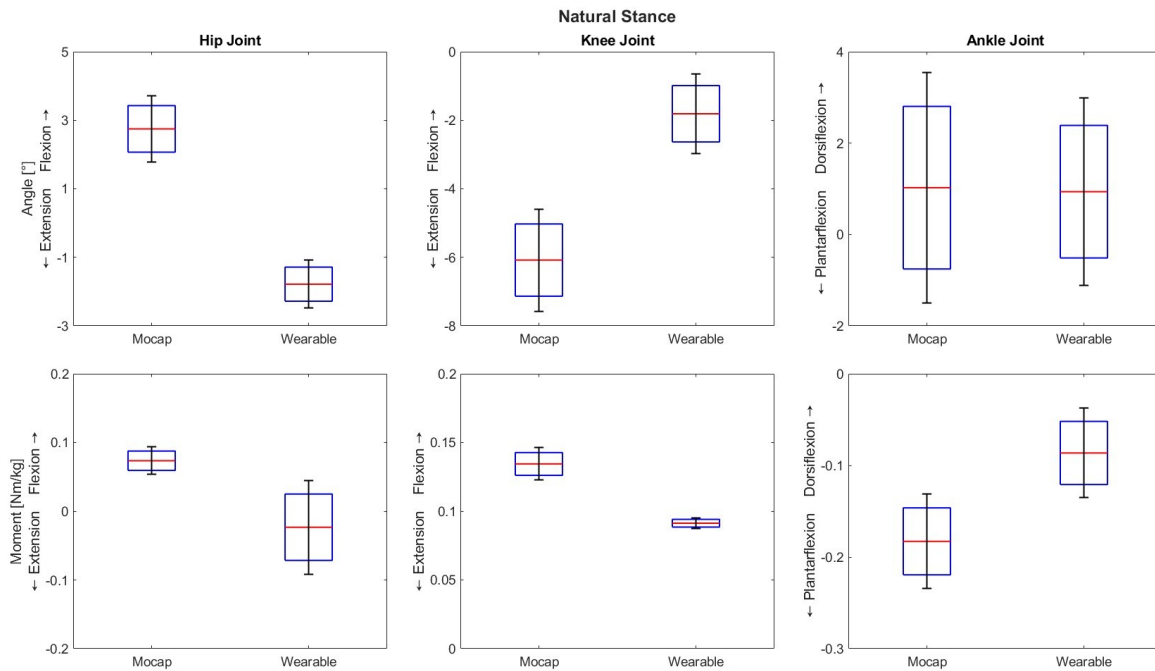 Natural Stance
Hip Joint
Knee Joint
Ankle Joint
Angle [°]
← Extension Flexion →
5
3
1
-1
-3
Mocap Wearable
← Extension Flexion →
0
-2
-4
-6
-8
Mocap Wearable
← Plantarflexion Dorsiflexion →
4
2
0
-2
Mocap Wearable
Moment [Nm/kg]
← Extension Flexion →
0.2
0.1
0
-0.1
-0.2
Mocap Wearable
← Extension Flexion →
0.2
0.15
0.1
0.05
0
Mocap Wearable
← Plantarflexion Dorsiflexion →
0
-0.1
-0.2
-0.3
Mocap Wearable